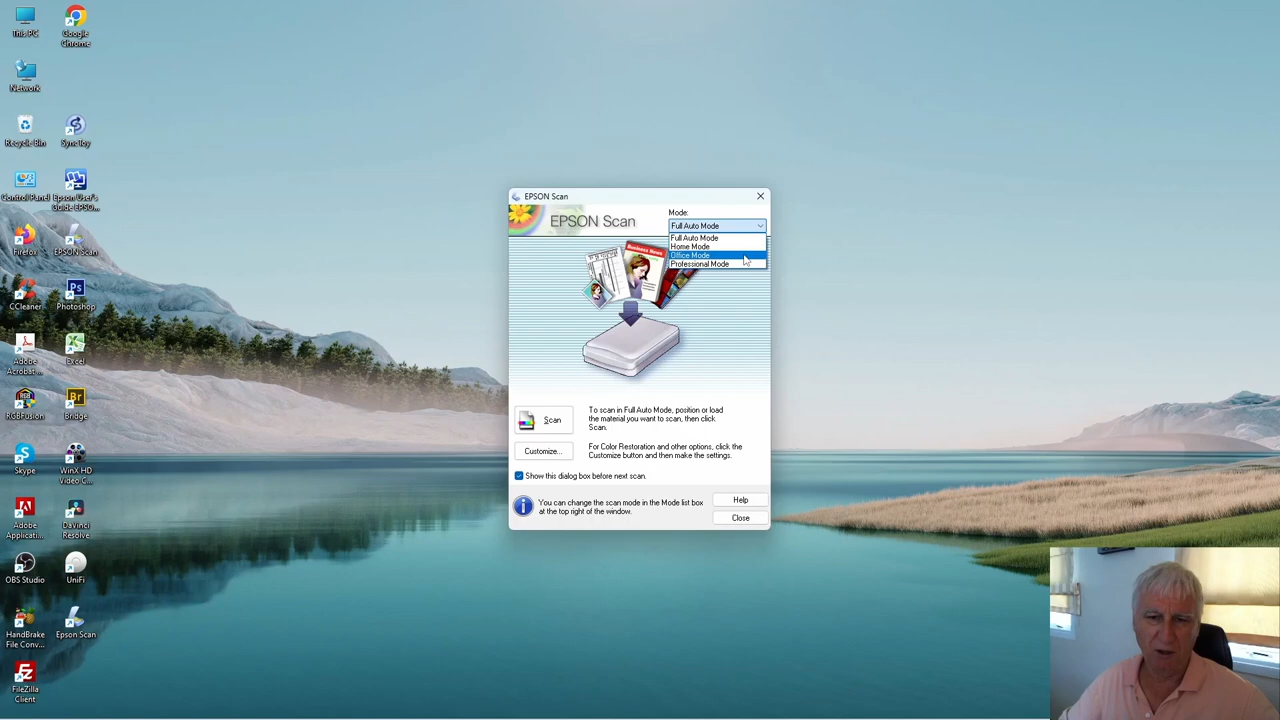 This PC
Google
Chrome
Network
Recycle Bin
SyncToy
Control Panel
Epson User's
Guide EPSO...
Firefox
EPSON Scan
CCleaner
Photoshop
Adobe
Acrobat...
Excel
RGBFusion
Bridge
Skype
WinX HD
Video C...
Adobe
Applicati...
DaVinci
Resolve
OBS Studio
UniFi
HandBrake
File Conv...
Epson Scan
FileZilla
Client
EPSON Scan
EPSON Scan
Mode:
Full Auto Mode
Full Auto Mode
Home Mode
Office Mode
Professional Mode
Business News
Scan
To scan in Full Auto Mode, position or load
the material you want to scan, then click
Scan.
Customize...
For Color Restoration and other options, click the
Customize button and then make the settings.
Show this dialog box before next scan.
You can change the scan mode in the Mode list box
at the top right of the window.
Help
Close